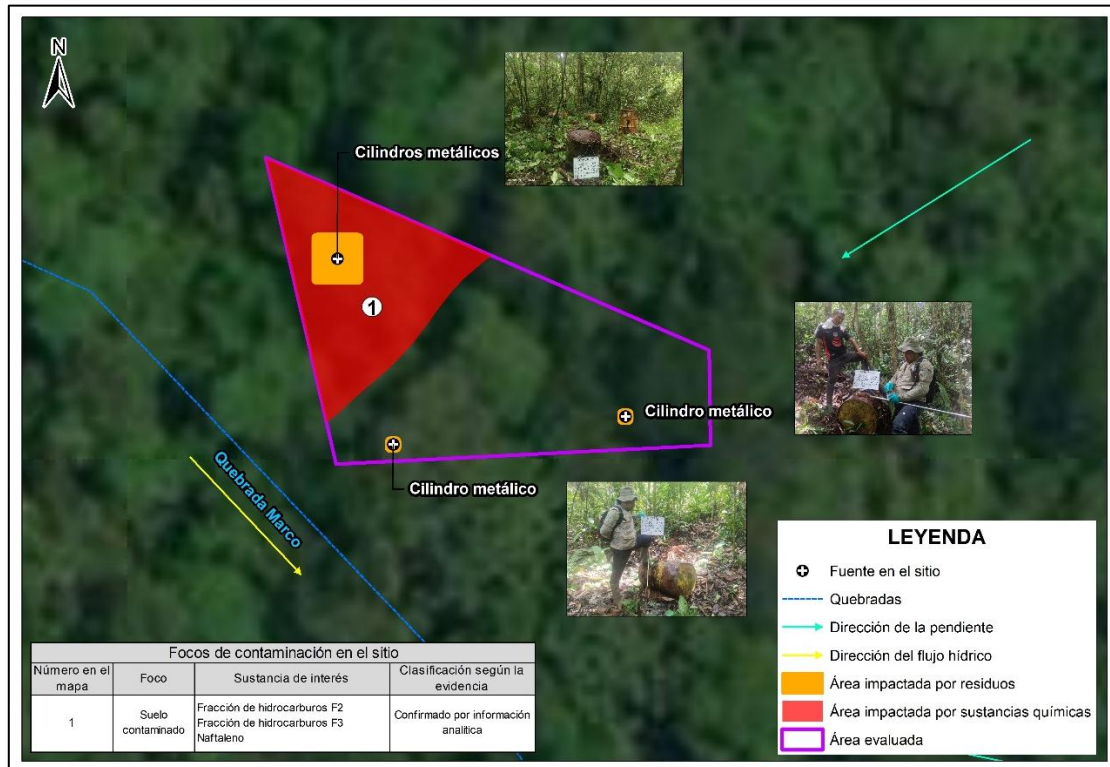 N
Cilindros metálicos
1
Cilindro metálico
Cilindro metálico
Quebrada Marco
LEYENDA
Fuente en el sitio
Quebradas
Dirección de la pendiente
Dirección del flujo hídrico
Área impactada por residuos
Área impactada por sustancias químicas
Área evaluada
Focos de contaminación en el sitio
Número en el mapa
Foco
Sustancia de interés
Clasificación según la evidencia
1
Suelo contaminado
Fracción de hidrocarburos F2
Fracción de hidrocarburos F3
Naftaleno
Confirmado por información analítica